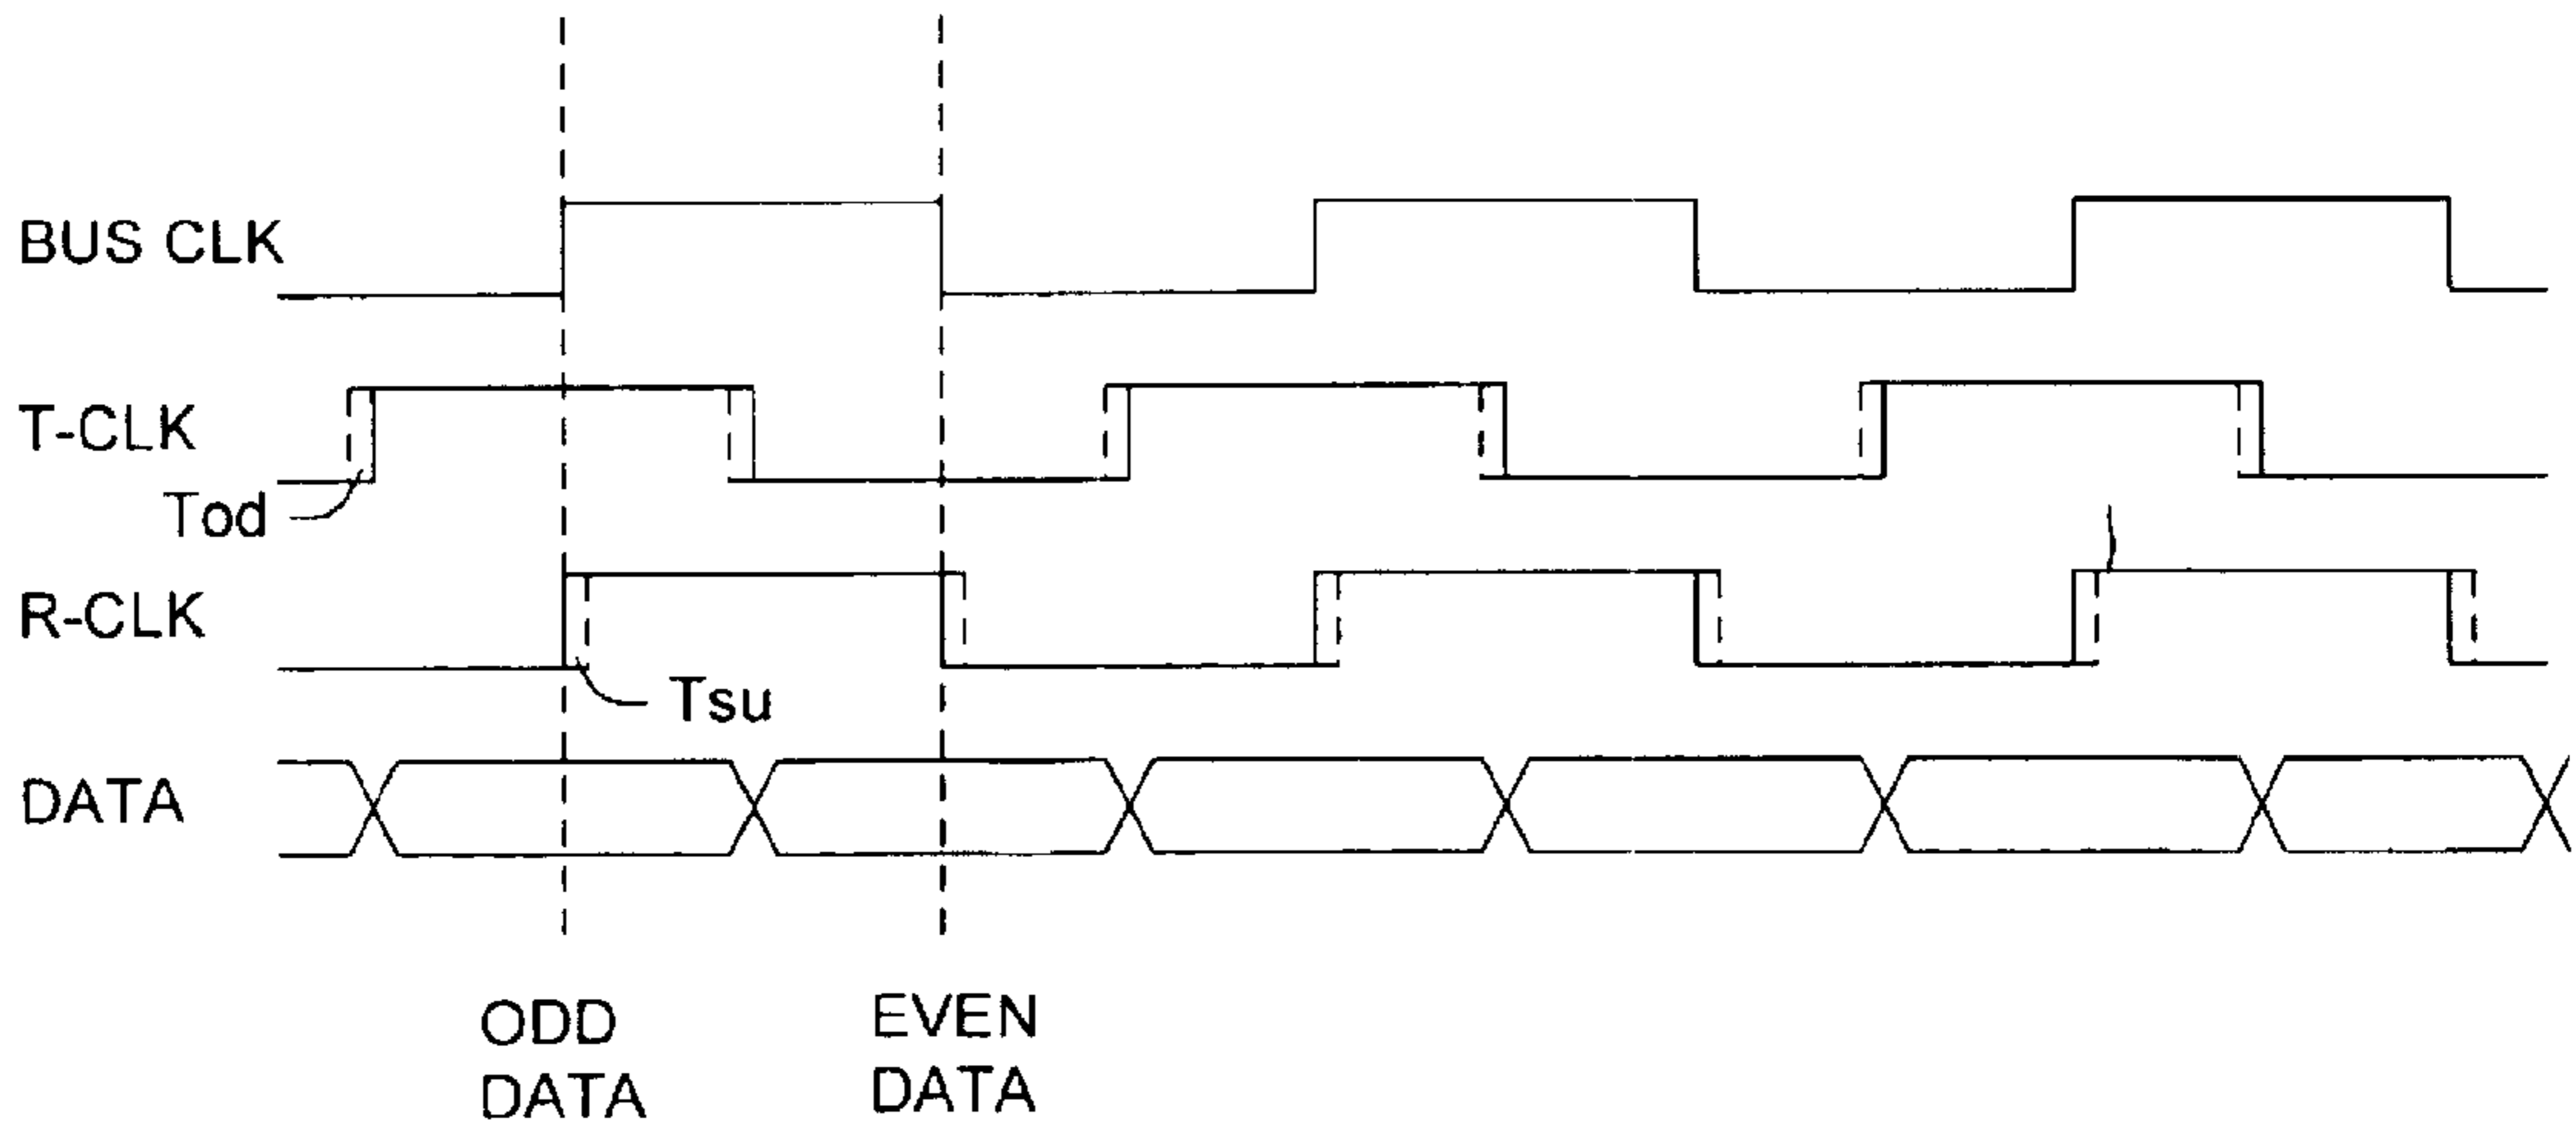 BUS CLK
T-CLK
Tod
R-CLK
Tsu
DATA
ODD
DATA
EVEN
DATA